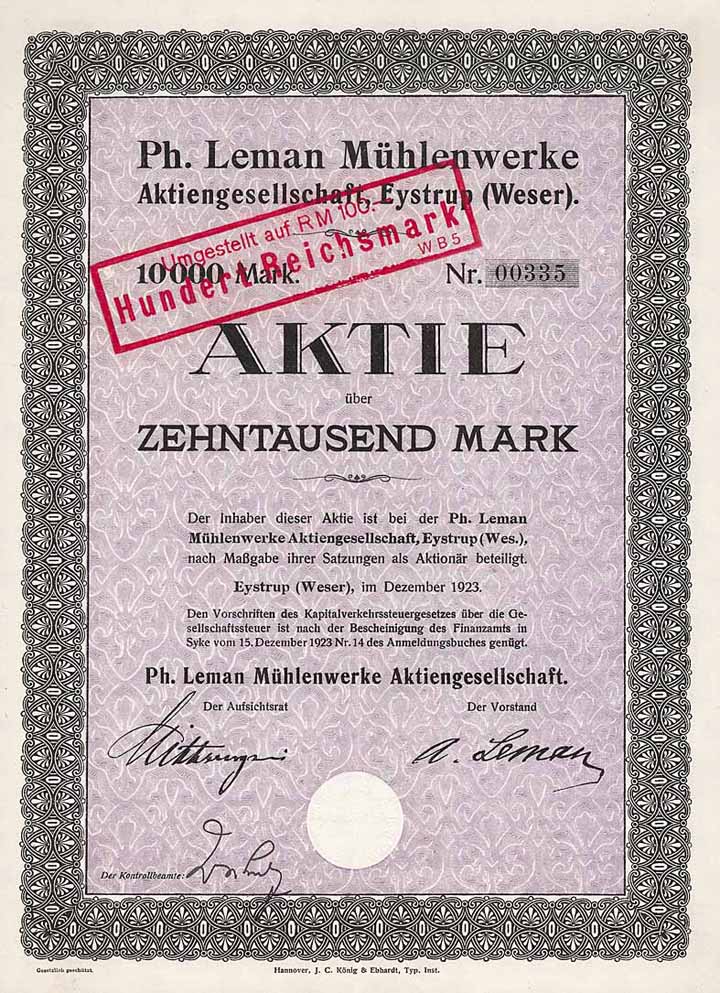 Ph. Leman Mühlenwerke
Aktiengesellschaft, Eystrup (Weser).
Umgestellt auf RM 100.-
Hundert Reichsmark
WB5
10000 Mark.
Nr. 00335
AKTIE
über
ZEHNTAUSEND MARK
Der Inhaber dieser Aktie ist bei der Ph. Leman
Mühlenwerke Aktiengesellschaft, Eystrup (Wes.),
nach Maßgabe ihrer Satzungen als Aktionär beteiligt.
Eystrup (Weser), im Dezember 1923.
Den Vorschriften des Kapitalverkehrssteuergesetzes über die Ge-
sellschaftssteuer ist nach der Bescheinigung des Finanzamts in
Syke vom 15. Dezember 1923 Nr. 14 des Anmeldungsbuches genügt.
Ph. Leman Mühlenwerke Aktiengesellschaft.
Der Aufsichtsrat
Der Vorstand
A. Leman
Der Kontrollbeamte:
Gesetzlich geschützt.
Hannover, J. C. König & Ebhardt, Typ. Inst.